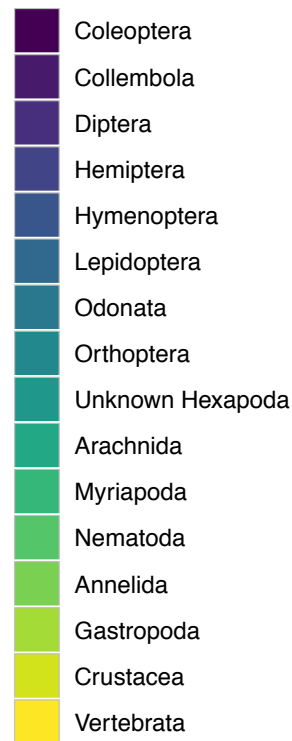 Coleoptera
Collembola
Diptera
Hemiptera
Hymenoptera
Lepidoptera
Odonata
Orthoptera
Unknown Hexapoda
Arachnida
Myriapoda
Nematoda
Annelida
Gastropoda
Crustacea
Vertebrata